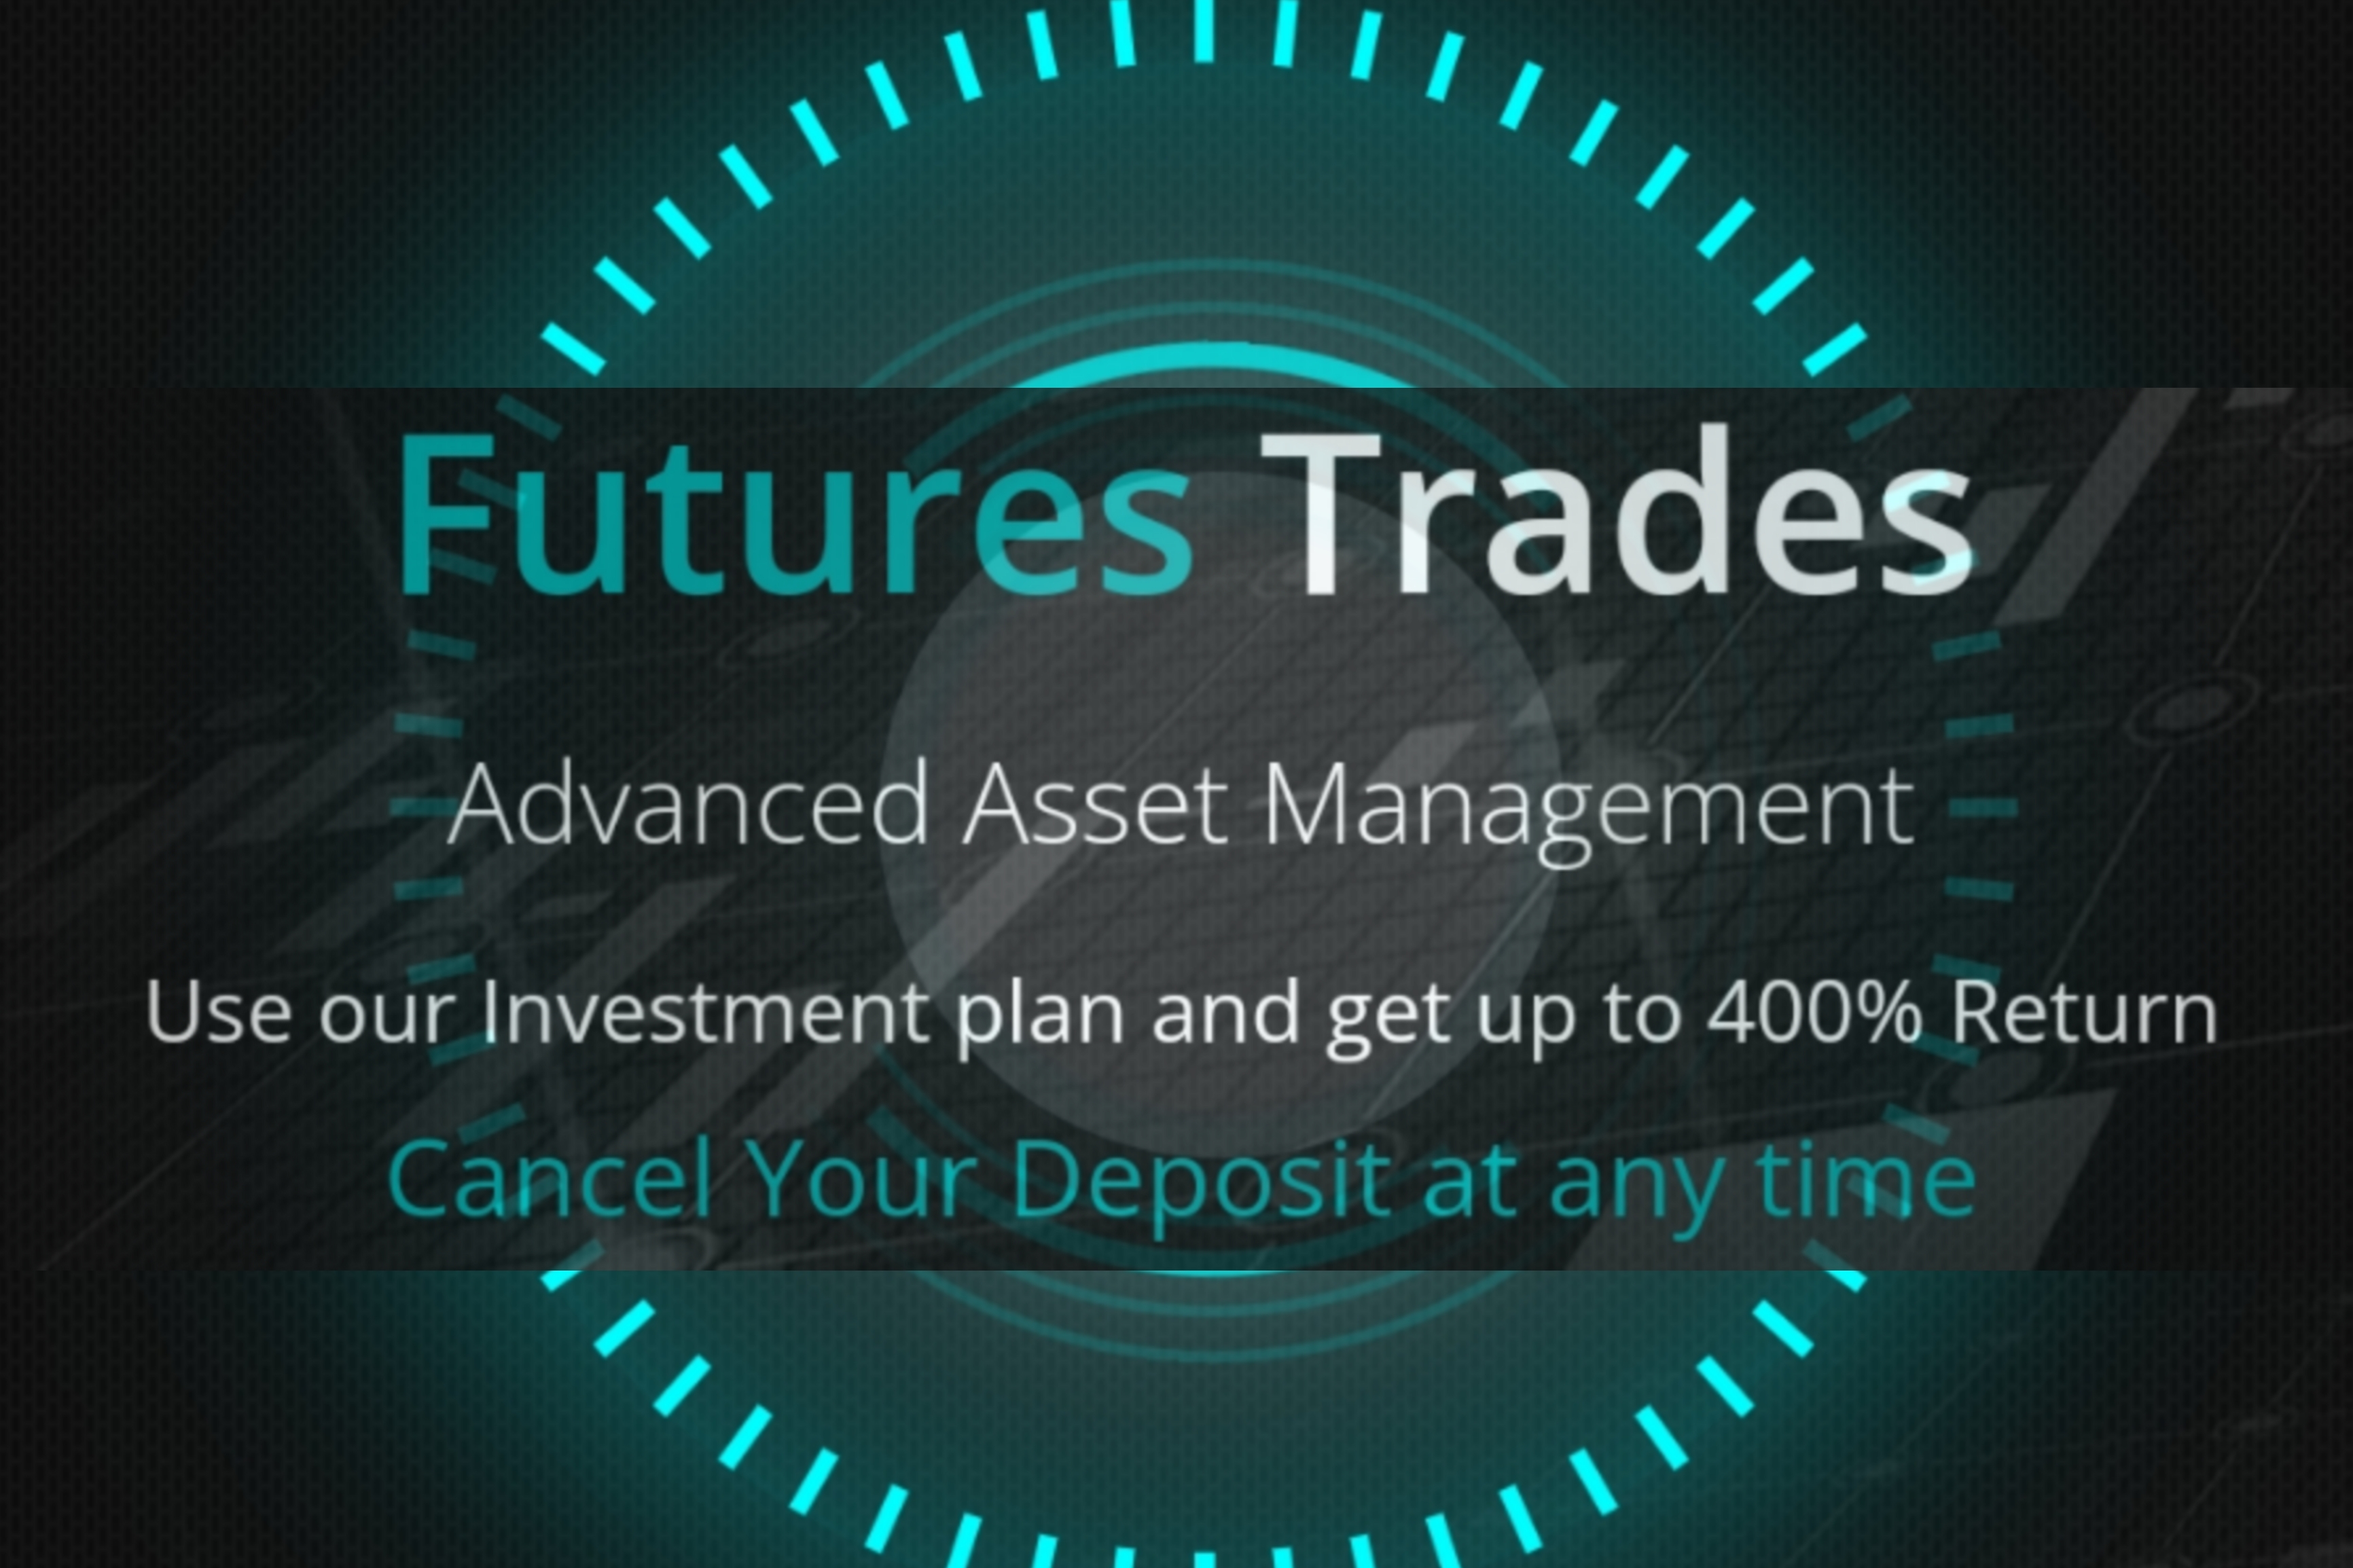 Futures Trades
Advanced Asset Management
Use our Investment plan and get up to 400% Return
Cancel Your Deposit at any time